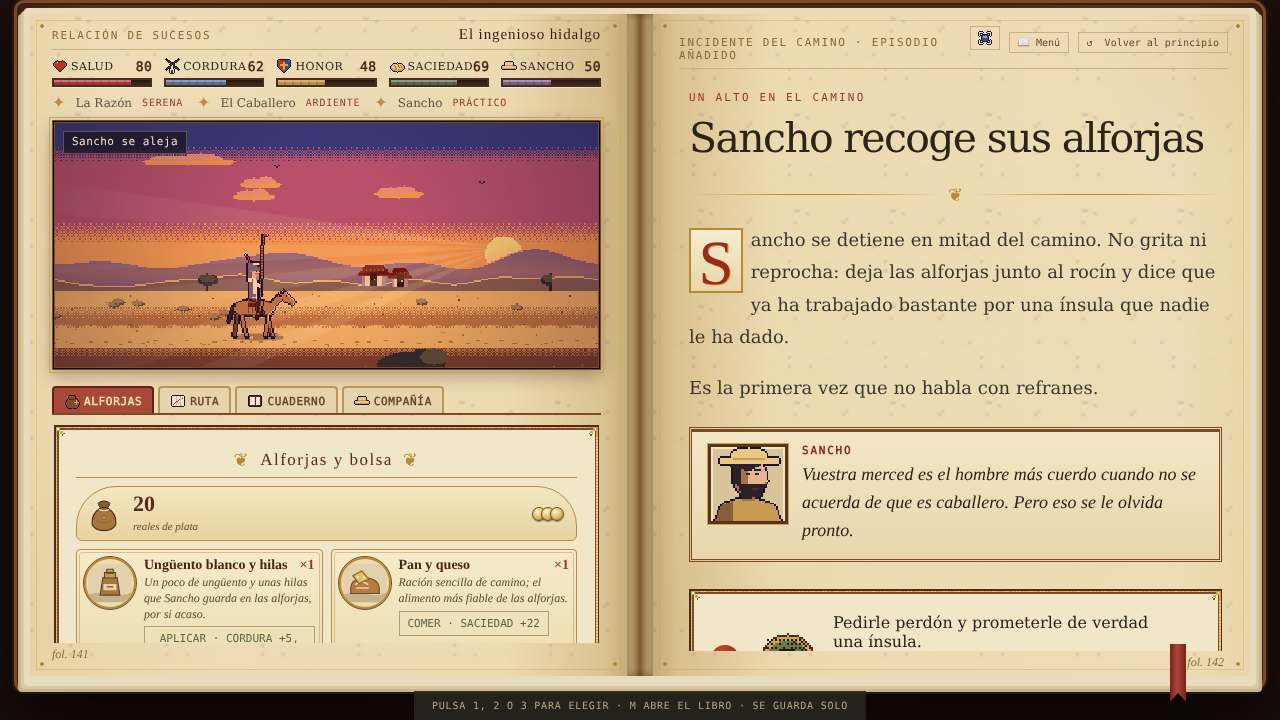 RELACIÓN DE SUCESOS
El ingenioso hidalgo
SALUD 80
CORDURA 62
HONOR 48
SACIEDAD 69
SANCHO 50
La Razón SERENA
El Caballero ARDIENTE
Sancho PRÁCTICO
Sancho se aleja
ALFORJAS
RUTA
CUADERNO
COMPAÑÍA
Alforjas y bolsa
20
reales de plata
Ungüento blanco y hilas ×1
Un poco de ungüento y unas hilas
que Sancho guarda en las alforjas,
por si acaso.
APLICAR · CORDURA +5,
Pan y queso ×1
Ración sencilla de camino; el
alimento más fiable de las alforjas.
COMER · SACIEDAD +22
fol. 141
INCIDENTE DEL CAMINO · EPISODIO
AÑADIDO
Menú
↺ Volver al principio
UN ALTO EN EL CAMINO
Sancho recoge sus alforjas
Sancho se detiene en mitad del camino. No grita ni
reprocha: deja las alforjas junto al rocín y dice que
ya ha trabajado bastante por una ínsula que nadie
le ha dado.
Es la primera vez que no habla con refranes.
SANCHO
Vuestra merced es el hombre más cuerdo cuando no se
acuerda de que es caballero. Pero eso se le olvida
pronto.
Pedirle perdón y prometerle de verdad
una ínsula.
fol. 142
PULSA 1, 2 O 3 PARA ELEGIR · M ABRE EL LIBRO · SE GUARDA SOLO